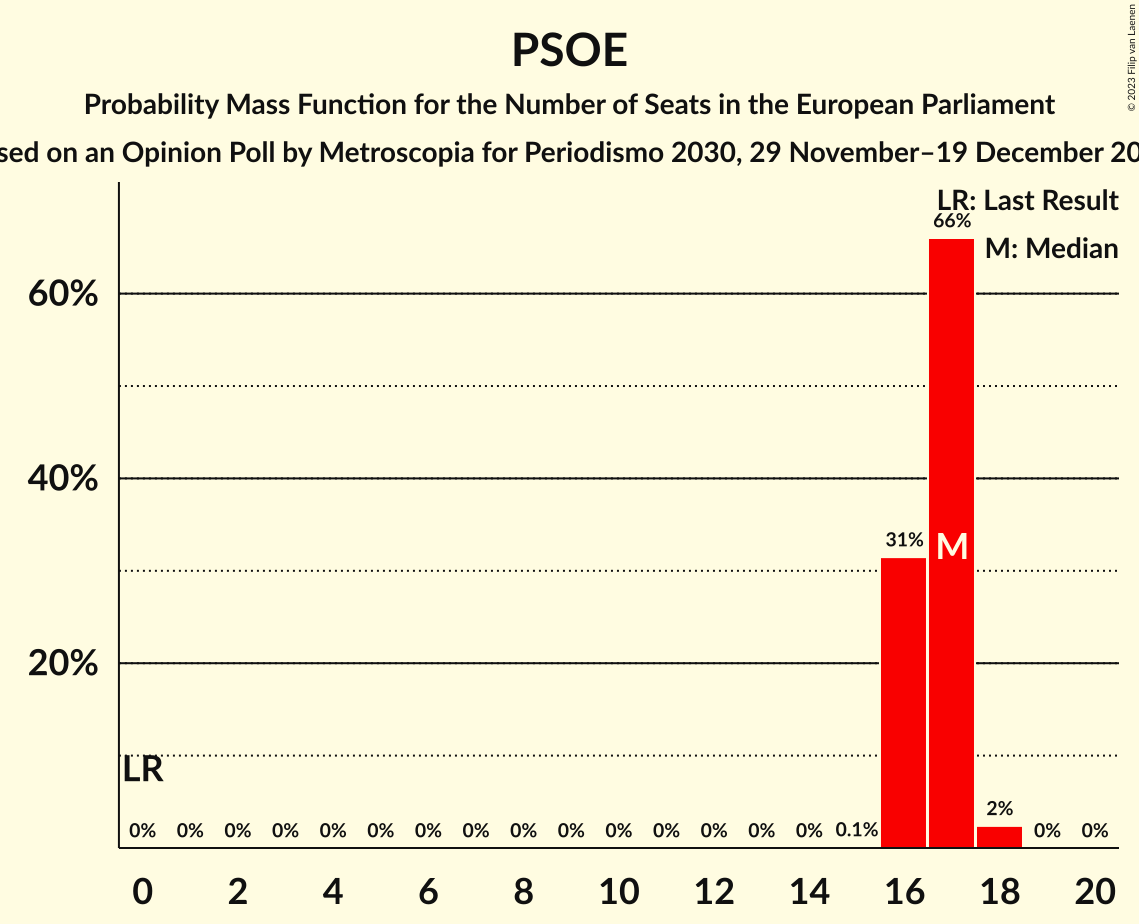 PSOE
Probability Mass Function for the Number of Seats in the European Parliament
sed on an Opinion Poll by Metroscopia for Periodismo 2030, 29 November–19 December 20
© 2023 Filip van Laenen
LR: Last Result
M: Median
60%
40%
20%
66%
31%
M
LR
0% 0% 0% 0% 0% 0% 0% 0% 0% 0% 0% 0% 0% 0% 0% 0.1% 2% 0% 0%
0 2 4 6 8 10 12 14 16 18 20